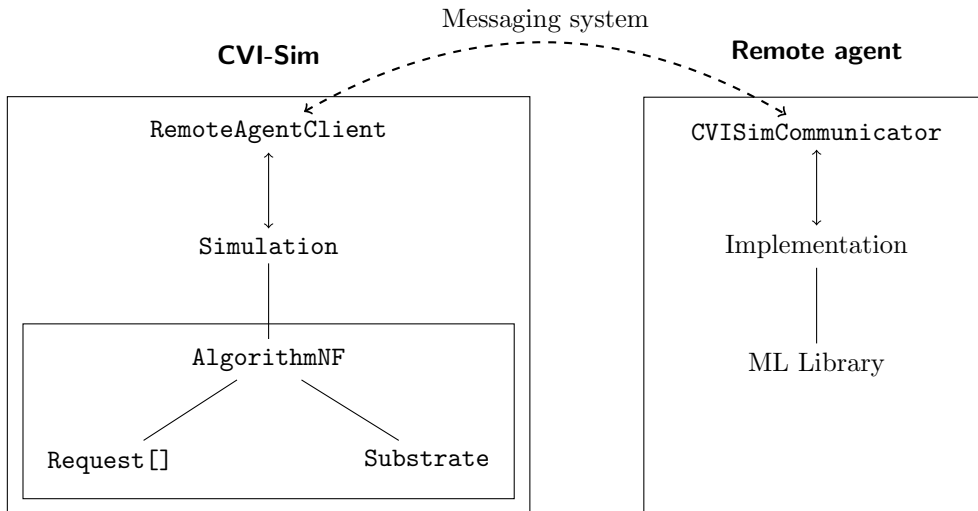 Messaging system
CVI-Sim
Remote agent
RemoteAgentClient
CVISimCommunicator
Simulation
Implementation
AlgorithmNF
ML Library
Request[]
Substrate